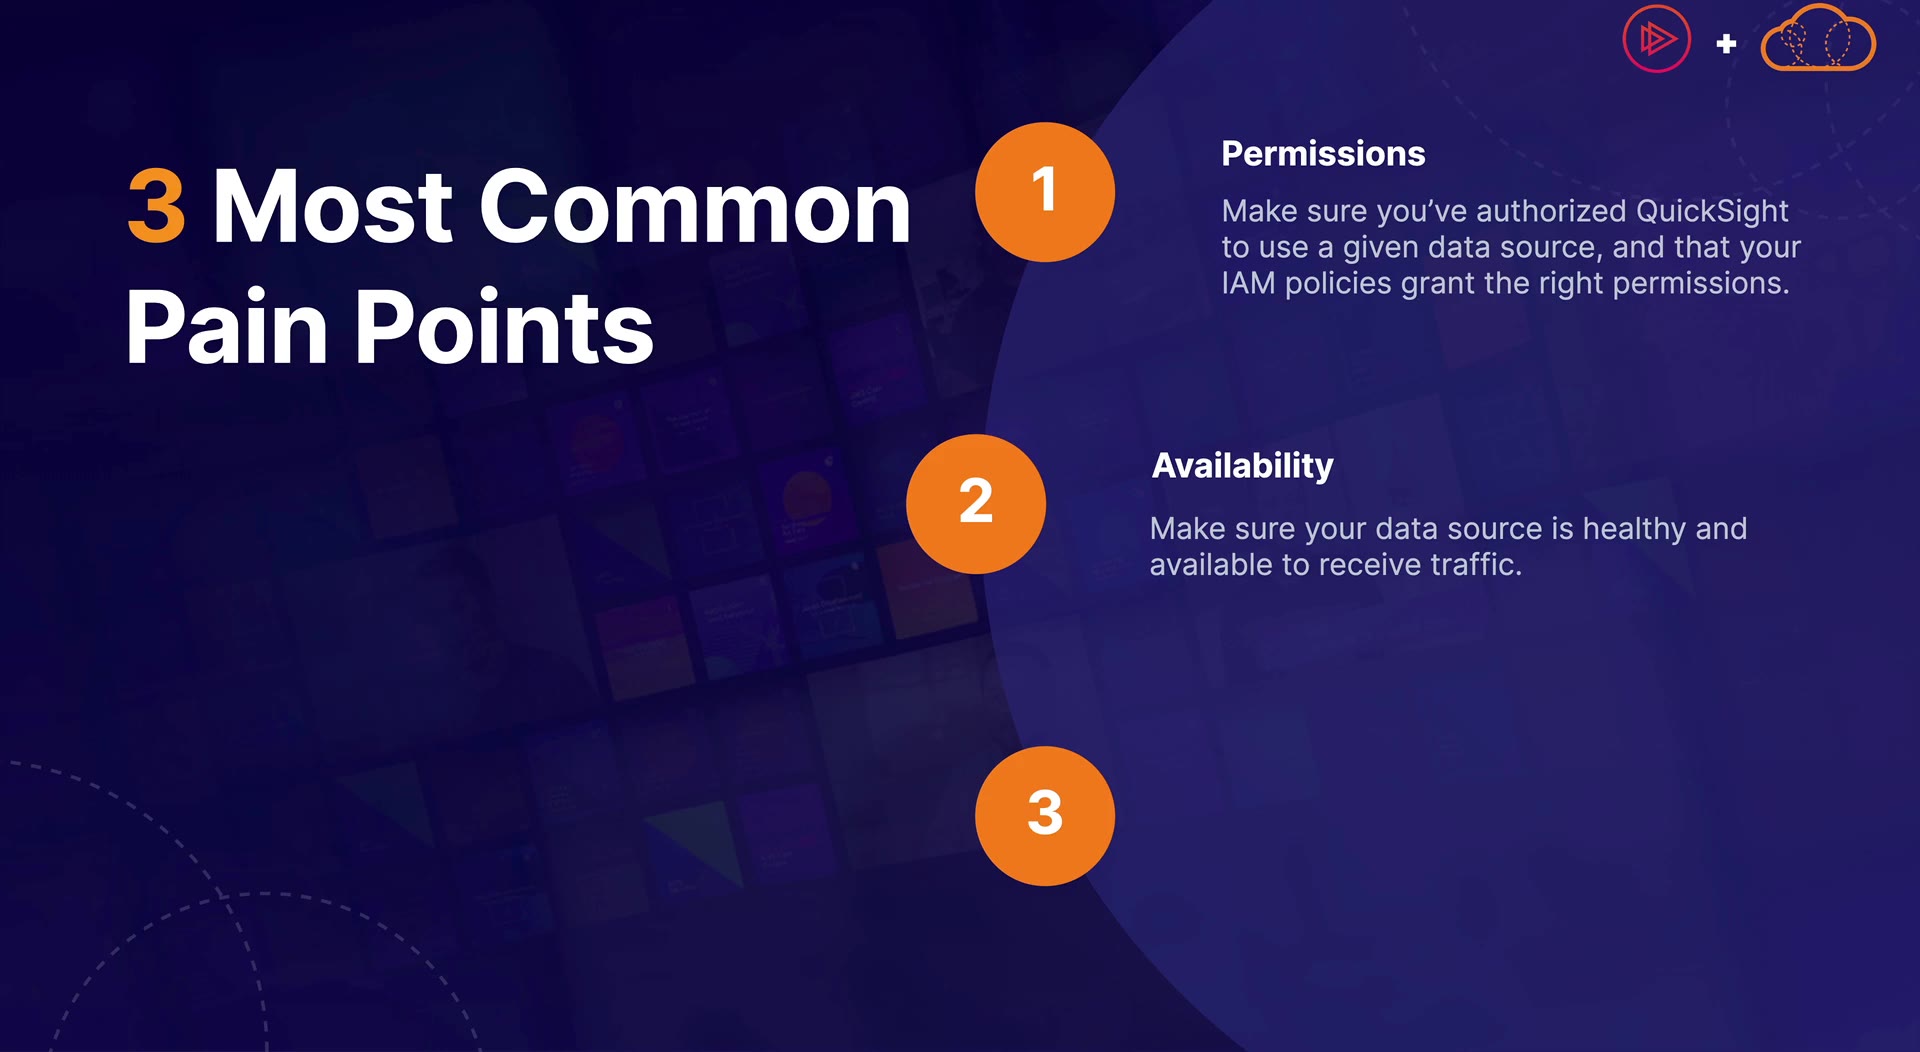 3 Most Common
Pain Points
1
Permissions
Make sure you’ve authorized QuickSight
to use a given data source, and that your
IAM policies grant the right permissions.
2
Availability
Make sure your data source is healthy and
available to receive traffic.
3
+